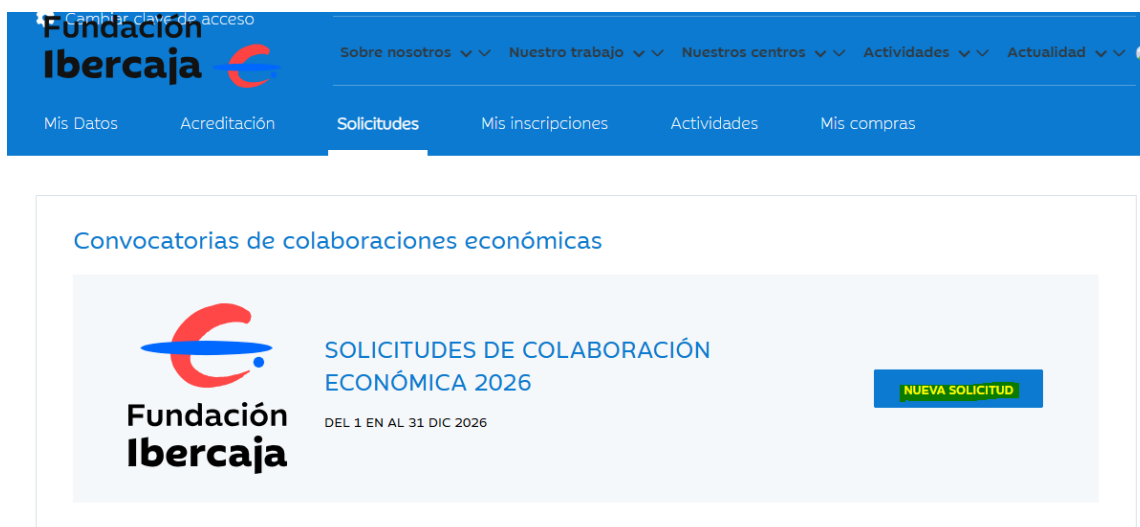 Cambiar clave de acceso
Fundación
Ibercaja
Sobre nosotros Nuestro trabajo Nuestros centros Actividades Actualidad
Mis Datos Acreditación Solicitudes Mis inscripciones Actividades Mis compras
Convocatorias de colaboraciones económicas
SOLICITUDES DE COLABORACIÓN
ECONÓMICA 2026
DEL 1 EN AL 31 DIC 2026
NUEVA SOLICITUD
Fundación
Ibercaja